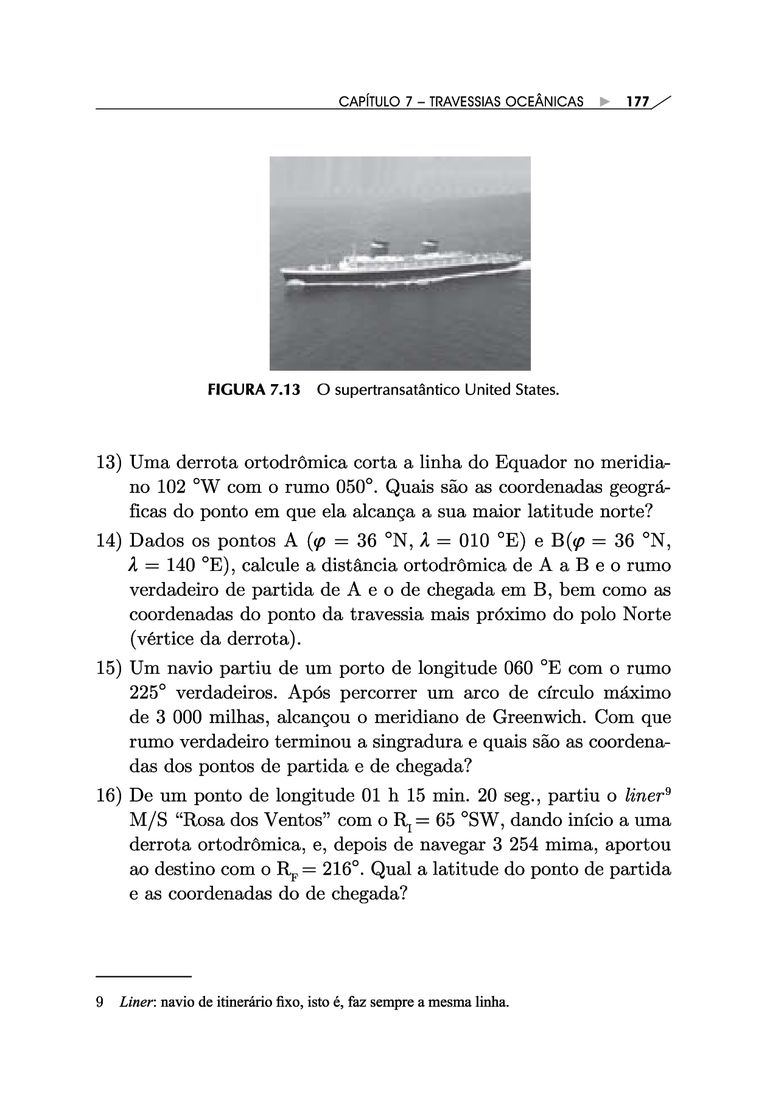 CAPÍTULO 7 – TRAVESSIAS OCEÂNICAS ▶ 177
FIGURA 7.13 O supertransatântico United States.
13) Uma derrota ortodrômica corta a linha do Equador no meridia-
no 102 °W com o rumo 050°. Quais são as coordenadas geográ-
ficas do ponto em que ela alcança a sua maior latitude norte?
14) Dados os pontos A (φ = 36 °N, λ = 010 °E) e B(φ = 36 °N,
λ = 140 °E), calcule a distância ortodrômica de A a B e o rumo
verdadeiro de partida de A e o de chegada em B, bem como as
coordenadas do ponto da travessia mais próximo do polo Norte
(vértice da derrota).
15) Um navio partiu de um porto de longitude 060 °E com o rumo
225° verdadeiros. Após percorrer um arco de círculo máximo
de 3 000 milhas, alcançou o meridiano de Greenwich. Com que
rumo verdadeiro terminou a singradura e quais são as coordena-
das dos pontos de partida e de chegada?
16) De um ponto de longitude 01 h 15 min. 20 seg., partiu o liner⁹
M/S “Rosa dos Ventos” com o R_I = 65 °SW, dando início a uma
derrota ortodrômica, e, depois de navegar 3 254 mima, aportou
ao destino com o R_F = 216°. Qual a latitude do ponto de partida
e as coordenadas do de chegada?
9 Liner: navio de itinerário fixo, isto é, faz sempre a mesma linha.